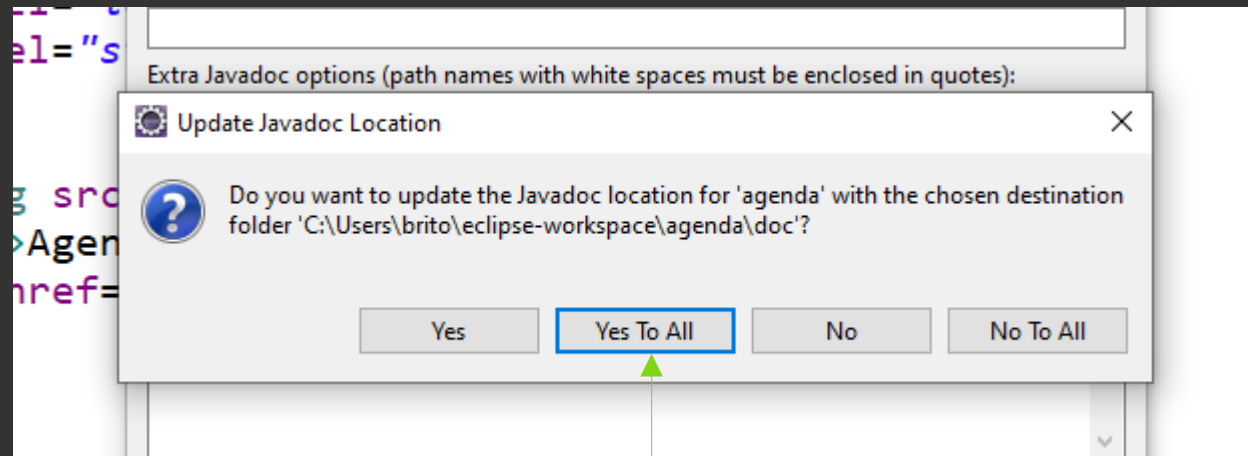 el="s
Extra Javadoc options (path names with white spaces must be enclosed in quotes):
Update Javadoc Location
g src
Do you want to update the Javadoc location for 'agenda' with the chosen destination
folder 'C:\Users\brito\eclipse-workspace\agenda\doc'?
>Agen
href=
Yes
Yes To All
No
No To All